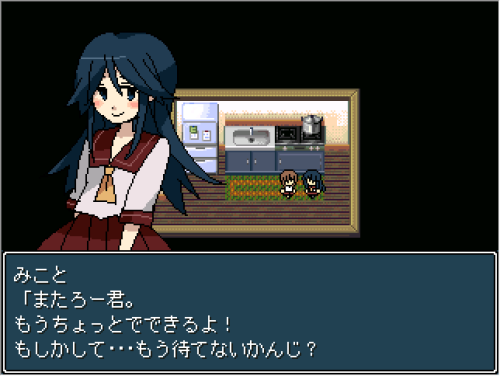 みこと
「またろー君。
もうちょっとでできるよ！
もしかして･･･もう待てないかんじ？